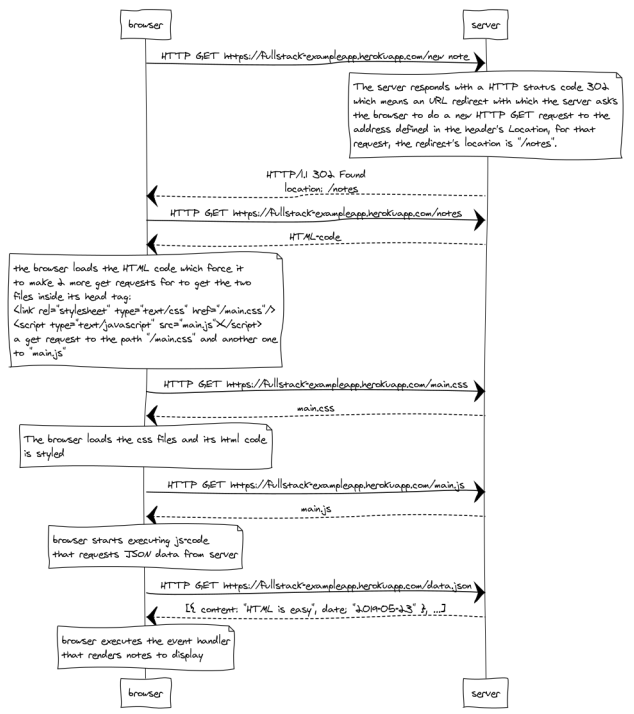 browser
server
HTTP GET https://fullstack-exampleapp.herokuapp.com/new note
The server responds with a HTTP status code 302
which means an URL redirect with which the server asks
the browser to do a new HTTP GET request to the
address defined in the header's Location, for that
request, the redirect's location is "/notes".
HTTP/1.1 302 Found
location: /notes
HTTP GET https://fullstack-exampleapp.herokuapp.com/notes
HTML-code
the browser loads the HTML code which force it
to make 2 more get requests for to get the two
files inside its head tag:
<link rel="stylesheet" type="text/css" href="/main.css"/>
<script type="text/javascript" src="main.js"></script>
a get request to the path "/main.css" and another one
to "main.js"
HTTP GET https://fullstack-exampleapp.herokuapp.com/main.css
main.css
The browser loads the css files and its html code
is styled
HTTP GET https://fullstack-exampleapp.herokuapp.com/main.js
main.js
browser starts executing js-code
that requests JSON data from server
HTTP GET https://fullstack-exampleapp.herokuapp.com/data.json
[{ content: "HTML is easy", date: "2019-05-23" }, ...]
browser executes the event handler
that renders notes to display
browser
server